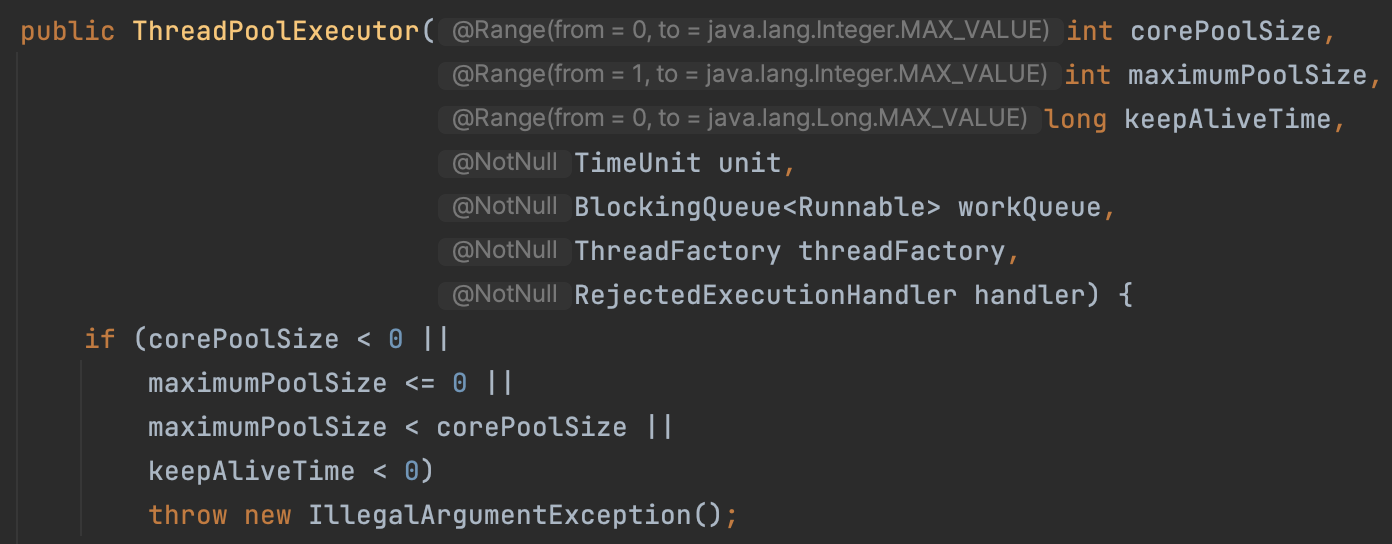 public ThreadPoolExecutor( @Range(from = 0, to = java.lang.Integer.MAX_VALUE) int corePoolSize,
@Range(from = 1, to = java.lang.Integer.MAX_VALUE) int maximumPoolSize,
@Range(from = 0, to = java.lang.Long.MAX_VALUE) long keepAliveTime,
@NotNull TimeUnit unit,
@NotNull BlockingQueue<Runnable> workQueue,
@NotNull ThreadFactory threadFactory,
@NotNull RejectedExecutionHandler handler) {
if (corePoolSize < 0 ||
maximumPoolSize <= 0 ||
maximumPoolSize < corePoolSize ||
keepAliveTime < 0)
throw new IllegalArgumentException();